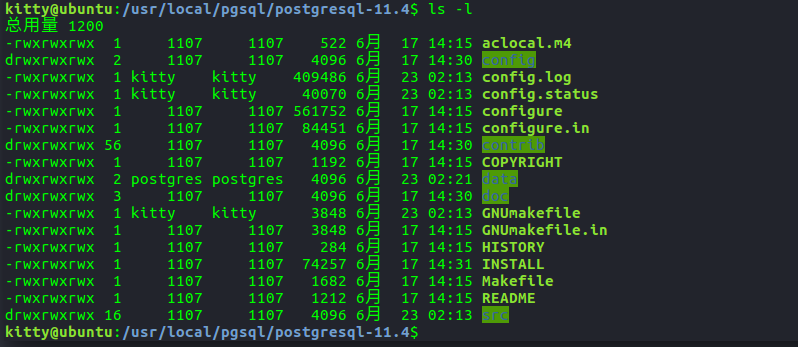 kitty@ubuntu:/usr/local/pgsql/postgresql-11.4$ ls -l
总用量 1200
-rwxrwxrwx  1     1107     1107    522 6月   17 14:15 aclocal.m4
drwxrwxrwx  2     1107     1107   4096 6月   17 14:30 config
-rwxrwxrwx  1 kitty    kitty    409486 6月   23 02:13 config.log
-rwxrwxrwx  1 kitty    kitty     40070 6月   23 02:13 config.status
-rwxrwxrwx  1     1107     1107 561752 6月   17 14:15 configure
-rwxrwxrwx  1     1107     1107  84451 6月   17 14:15 configure.in
drwxrwxrwx 56     1107     1107   4096 6月   17 14:30 contrib
-rwxrwxrwx  1     1107     1107   1192 6月   17 14:15 COPYRIGHT
drwxrwxrwx  2 postgres postgres   4096 6月   23 02:21 data
drwxrwxrwx  3     1107     1107   4096 6月   17 14:30 doc
-rwxrwxrwx  1 kitty    kitty      3848 6月   23 02:13 GNUmakefile
-rwxrwxrwx  1     1107     1107   3848 6月   17 14:15 GNUmakefile.in
-rwxrwxrwx  1     1107     1107    284 6月   17 14:15 HISTORY
-rwxrwxrwx  1     1107     1107  74257 6月   17 14:31 INSTALL
-rwxrwxrwx  1     1107     1107   1682 6月   17 14:15 Makefile
-rwxrwxrwx  1     1107     1107   1212 6月   17 14:15 README
drwxrwxrwx 16     1107     1107   4096 6月   23 02:13 src
kitty@ubuntu:/usr/local/pgsql/postgresql-11.4$